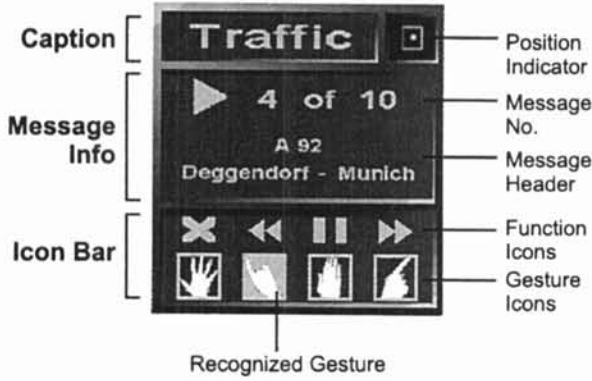 Caption
Traffic
Position
Indicator
Message
Info
4 of 10
Message
No.
A 92
Deggendorf - Munich
Message
Header
Icon Bar
Function
Icons
Gesture
Icons
Recognized Gesture